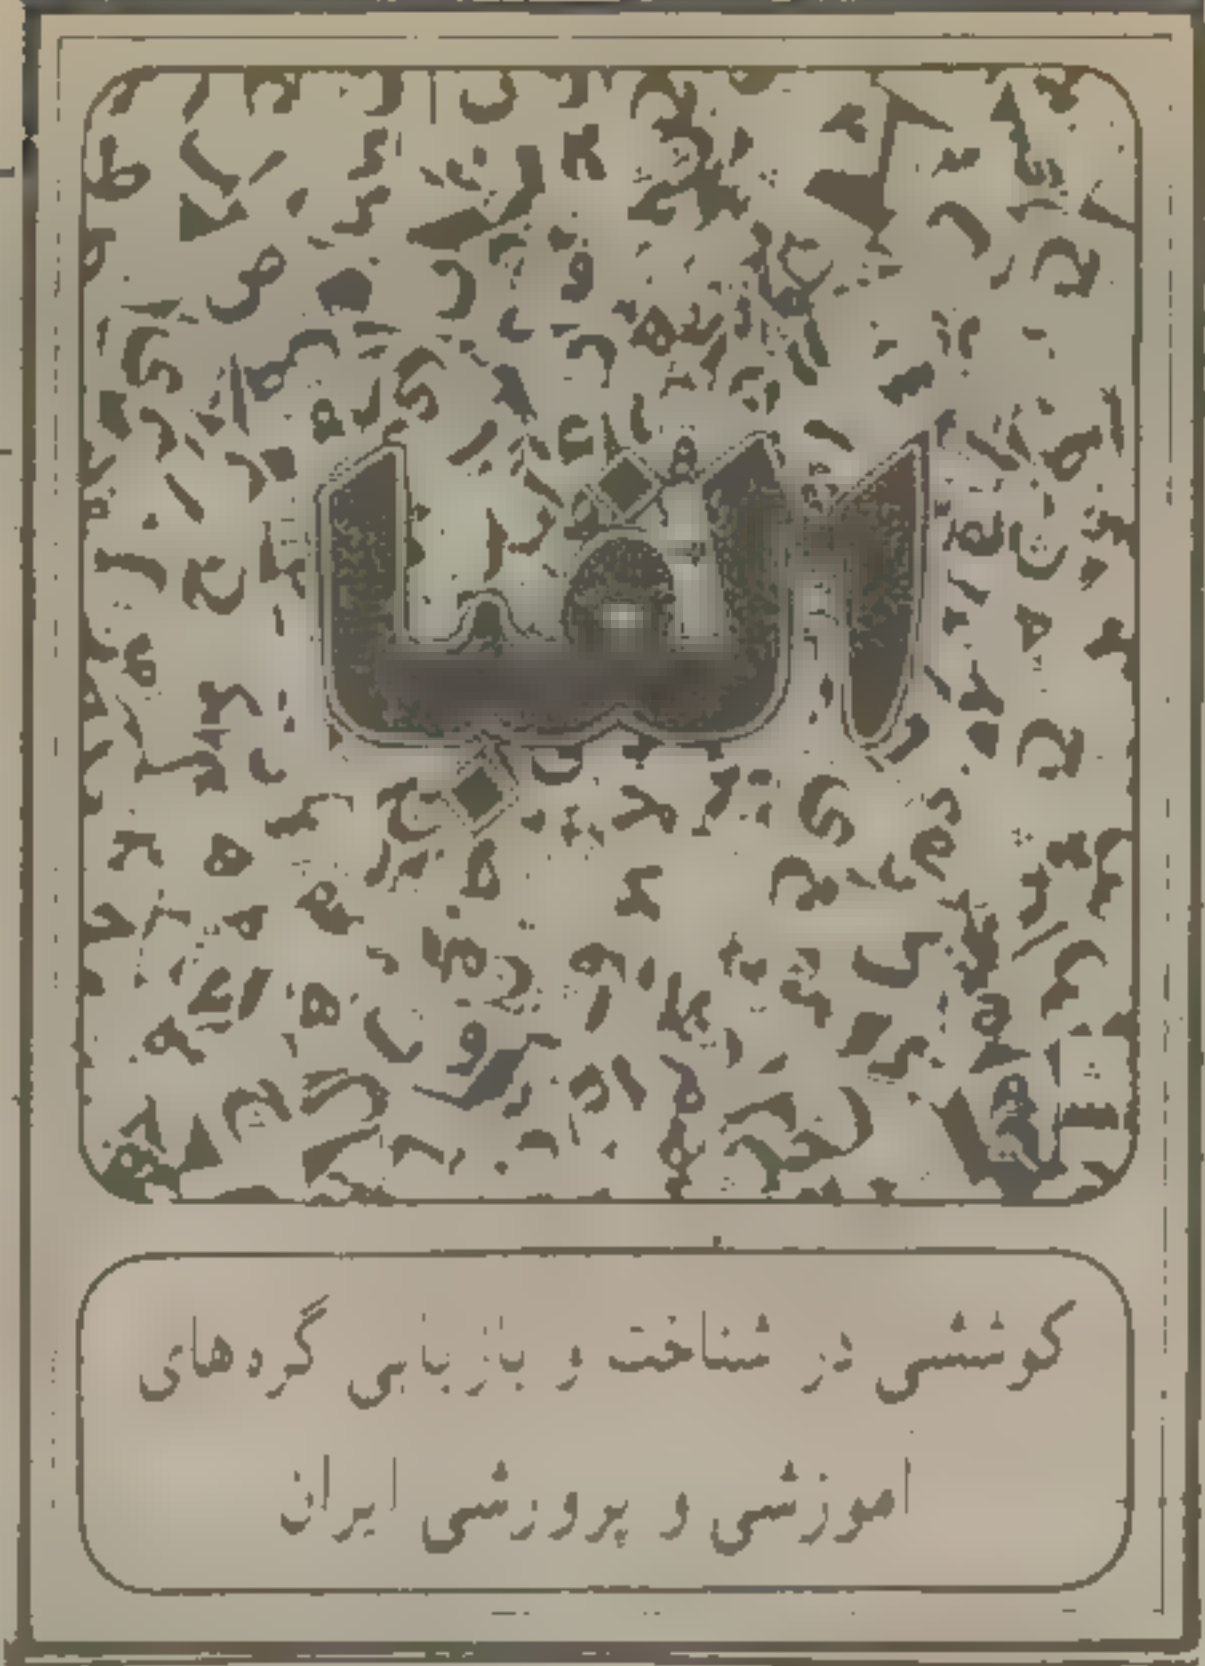 الفبا
کوششی در شناخت و بازیابی گره‌های
اموزشی و پرورشی ایران